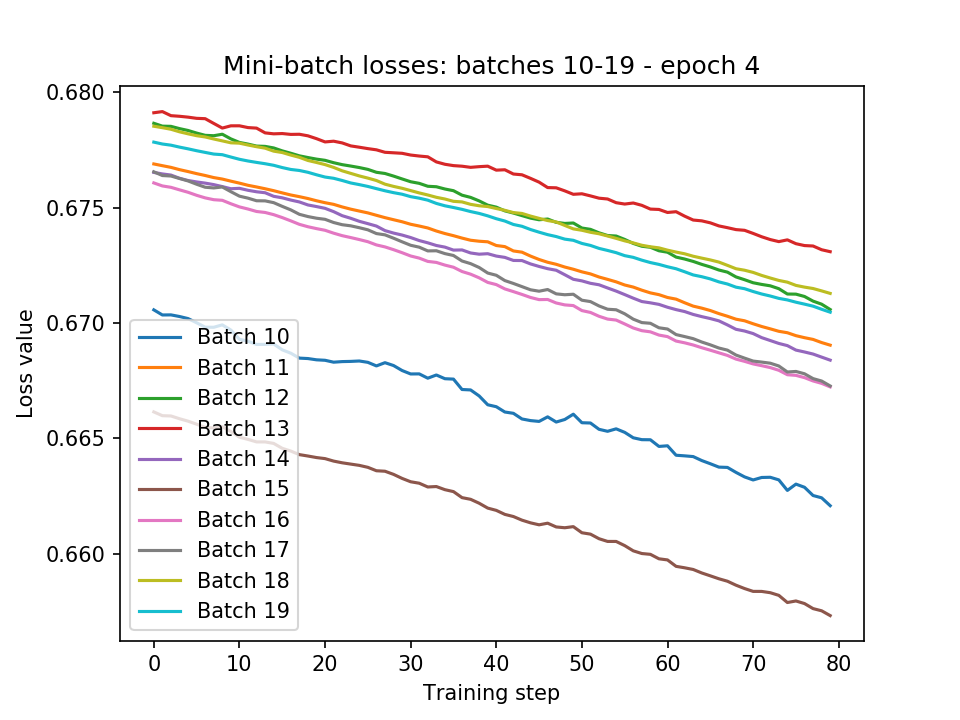 Mini-batch losses: batches 10-19 - epoch 4
0.680
0.675
0.670
0.665
0.660
Loss value
Batch 10
Batch 11
Batch 12
Batch 13
Batch 14
Batch 15
Batch 16
Batch 17
Batch 18
Batch 19
0 10 20 30 40 50 60 70 80
Training step